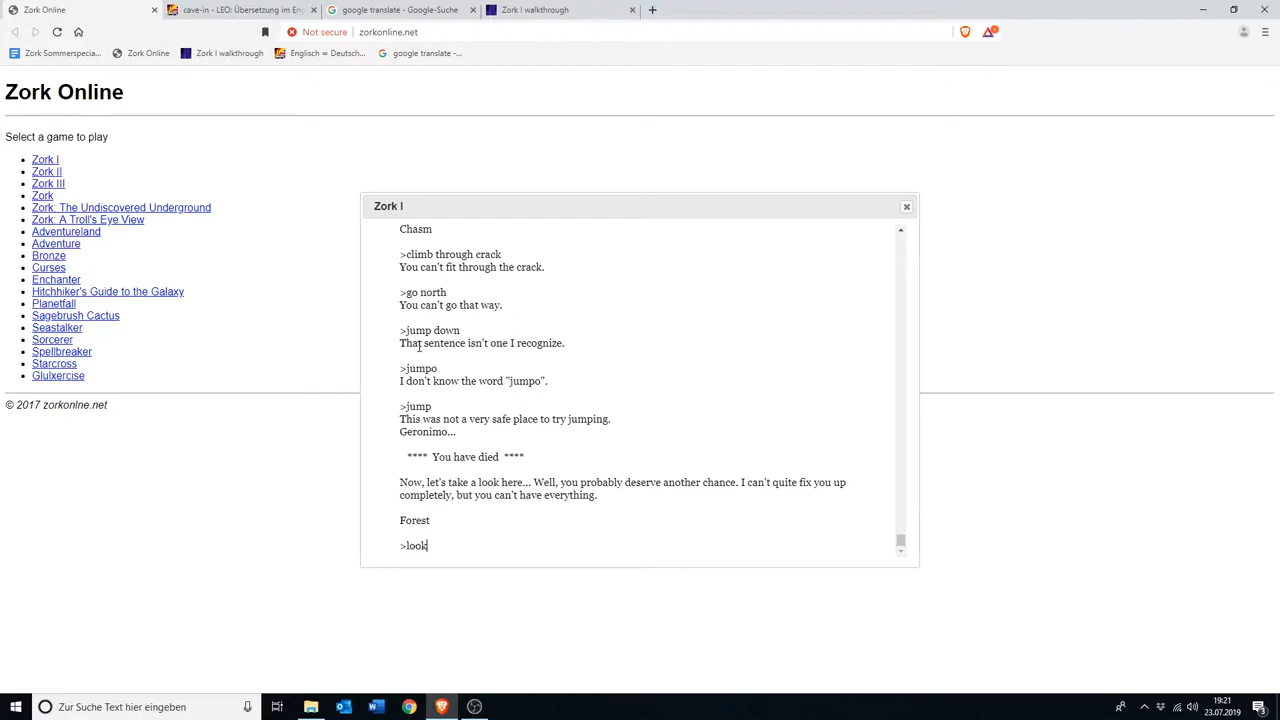 Zork Online
cave-in - LEO: Übersetzung im En
google translate - Google-Suche
Zork I walkthrough
Not secure
zorkonline.net
Zork Sommerspecia...
Zork Online
Zork I walkthrough
Englisch ⇔ Deutsch...
google translate -...
Zork Online
Select a game to play
Zork I
Zork II
Zork III
Zork
Zork: The Undiscovered Underground
Zork: A Troll's Eye View
Adventureland
Adventure
Bronze
Curses
Enchanter
Hitchhiker's Guide to the Galaxy
Planetfall
Sagebrush Cactus
Seastalker
Sorcerer
Spellbreaker
Starcross
Glulxercise
© 2017 zorkonlne.net
Zork I
Chasm
>climb through crack
You can't fit through the crack.
>go north
You can't go that way.
>jump down
That sentence isn't one I recognize.
>jumpo
I don't know the word "jumpo".
>jump
This was not a very safe place to try jumping.
Geronimo...
**** You have died ****
Now, let's take a look here... Well, you probably deserve another chance. I can't quite fix you up
completely, but you can't have everything.
Forest
>look
Zur Suche Text hier eingeben
19:21
23.07.2019